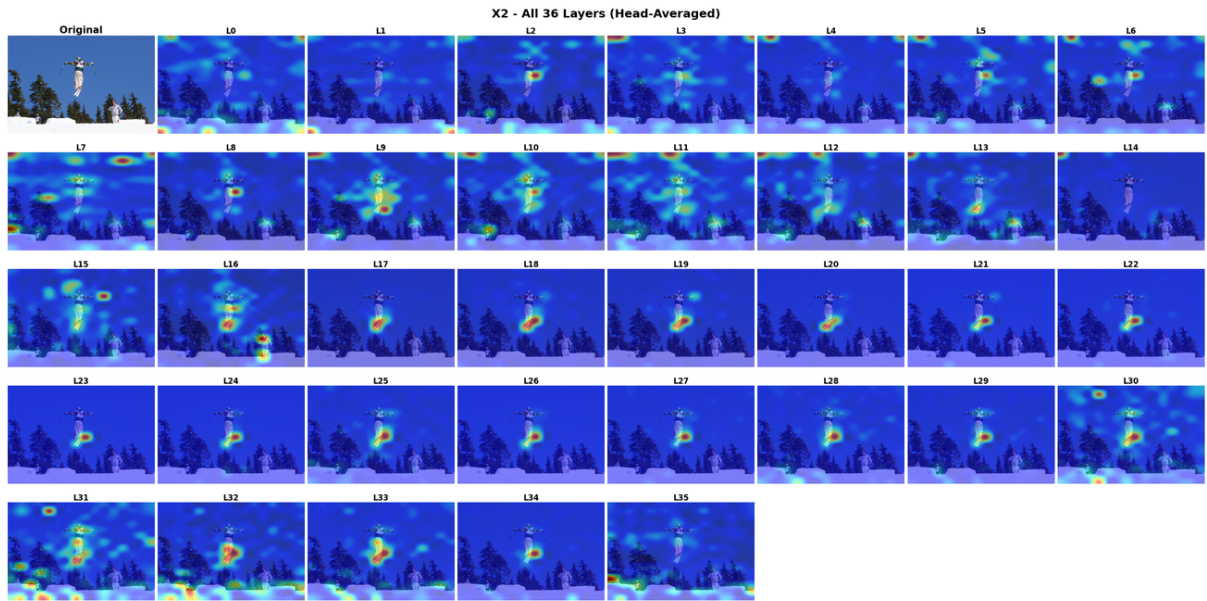 X2 - All 36 Layers (Head-Averaged)
Original L0 L1 L2 L3 L4 L5 L6
L7 L8 L9 L10 L11 L12 L13 L14
L15 L16 L17 L18 L19 L20 L21 L22
L23 L24 L25 L26 L27 L28 L29 L30
L31 L32 L33 L34 L35